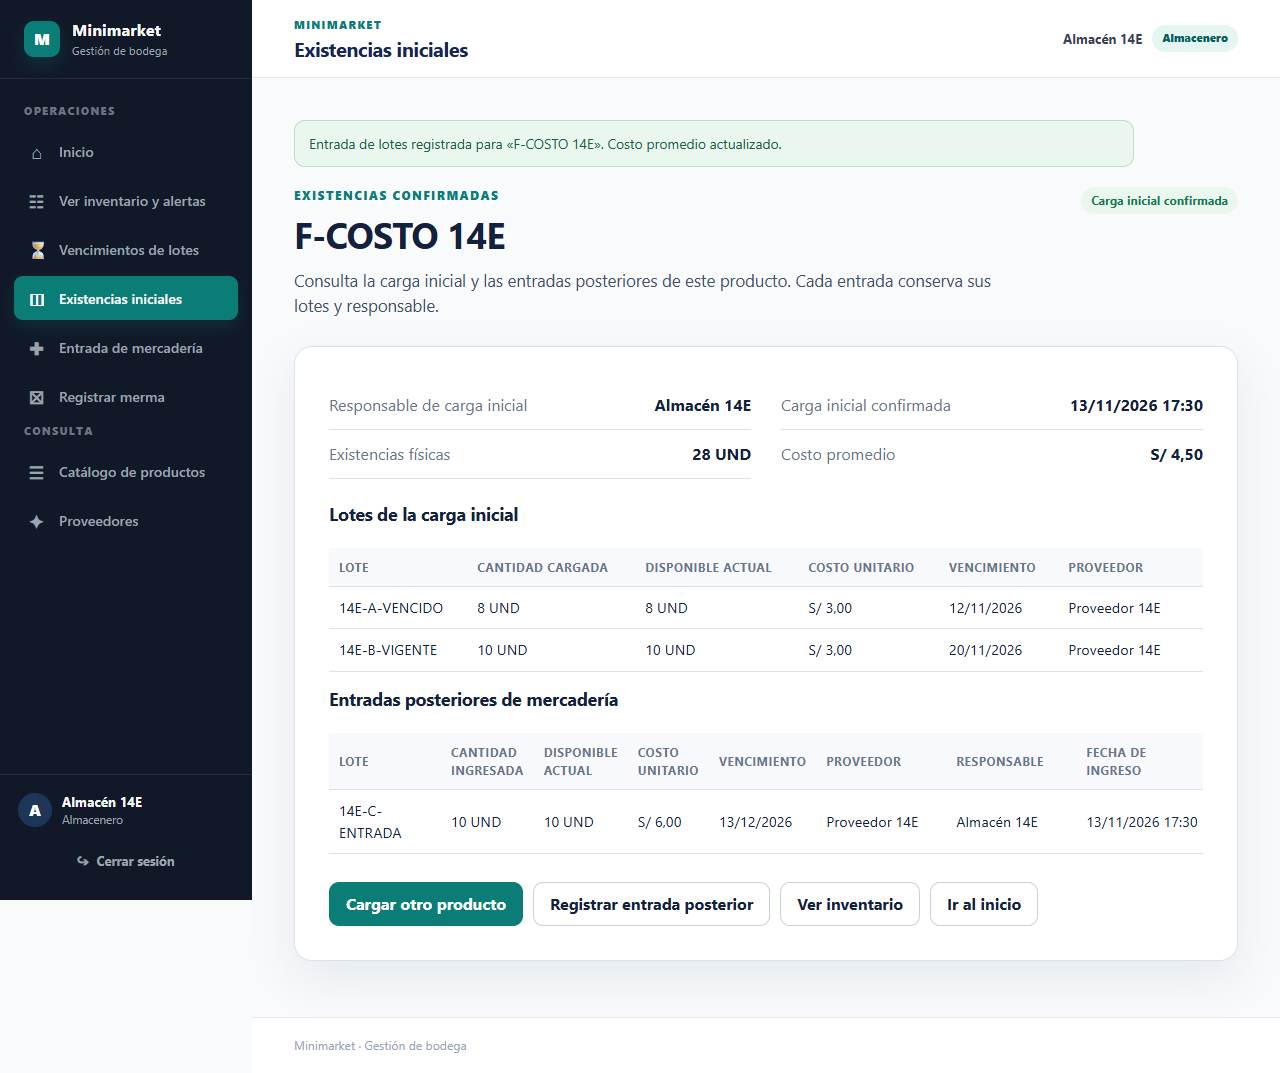 M
Minimarket
Gestión de bodega
OPERACIONES
Inicio
Ver inventario y alertas
Vencimientos de lotes
Existencias iniciales
Entrada de mercadería
Registrar merma
CONSULTA
Catálogo de productos
Proveedores
A
Almacén 14E
Almacenero
Cerrar sesión
MINIMARKET
Existencias iniciales
Almacén 14E Almacenero
Entrada de lotes registrada para «F-COSTO 14E». Costo promedio actualizado.
EXISTENCIAS CONFIRMADAS
Carga inicial confirmada
F-COSTO 14E
Consulta la carga inicial y las entradas posteriores de este producto. Cada entrada conserva sus
lotes y responsable.
Responsable de carga inicial Almacén 14E Carga inicial confirmada 13/11/2026 17:30
Existencias físicas 28 UND Costo promedio S/ 4,50
Lotes de la carga inicial
LOTE CANTIDAD CARGADA DISPONIBLE ACTUAL COSTO UNITARIO VENCIMIENTO PROVEEDOR
14E-A-VENCIDO 8 UND 8 UND S/ 3,00 12/11/2026 Proveedor 14E
14E-B-VIGENTE 10 UND 10 UND S/ 3,00 20/11/2026 Proveedor 14E
Entradas posteriores de mercadería
LOTE CANTIDAD INGRESADA DISPONIBLE ACTUAL COSTO UNITARIO VENCIMIENTO PROVEEDOR RESPONSABLE FECHA DE INGRESO
14E-C-ENTRADA 10 UND 10 UND S/ 6,00 13/12/2026 Proveedor 14E Almacén 14E 13/11/2026 17:30
Cargar otro producto Registrar entrada posterior Ver inventario Ir al inicio
Minimarket · Gestión de bodega